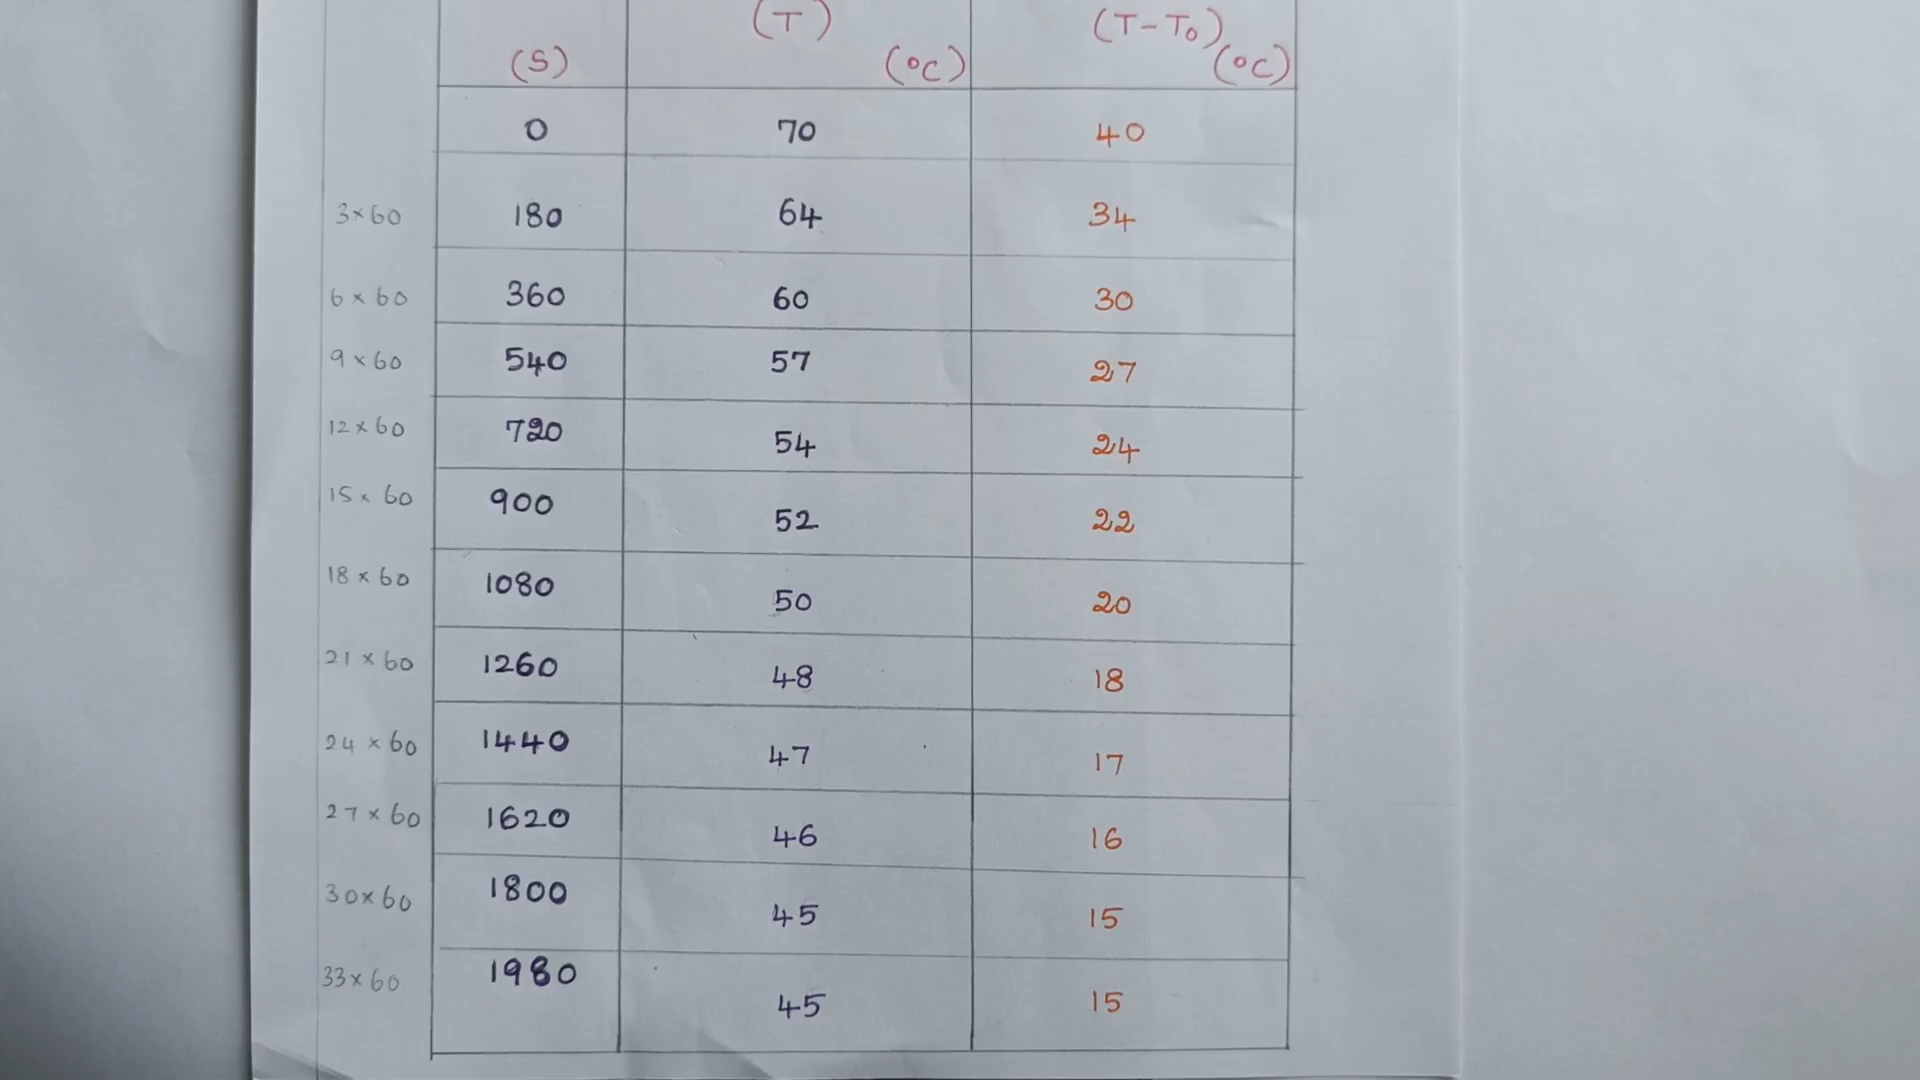 (T) (T-T₀)
(S) (°C) (°C)
0 70 40
3×60 180 64 34
6×60 360 60 30
9×60 540 57 27
12×60 720 54 24
15×60 900 52 22
18×60 1080 50 20
21×60 1260 48 18
24×60 1440 47 17
27×60 1620 46 16
30×60 1800 45 15
33×60 1980 45 15